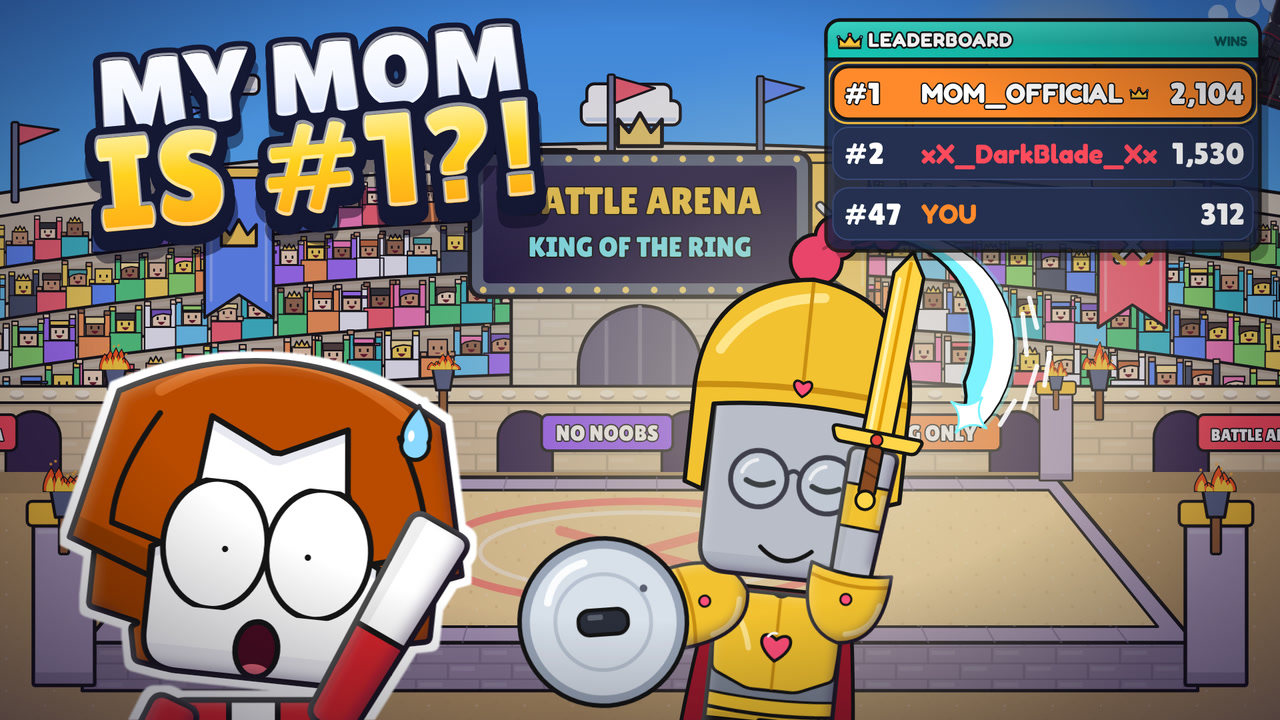 MY MOM
IS #1?!
LEADERBOARD WINS
#1 MOM_OFFICIAL 2,104
#2 xX_DarkBlade_Xx 1,530
#47 YOU 312
ATTLE ARENA
KING OF THE RING
NO NOOBS
G ONLY
BATTLE A